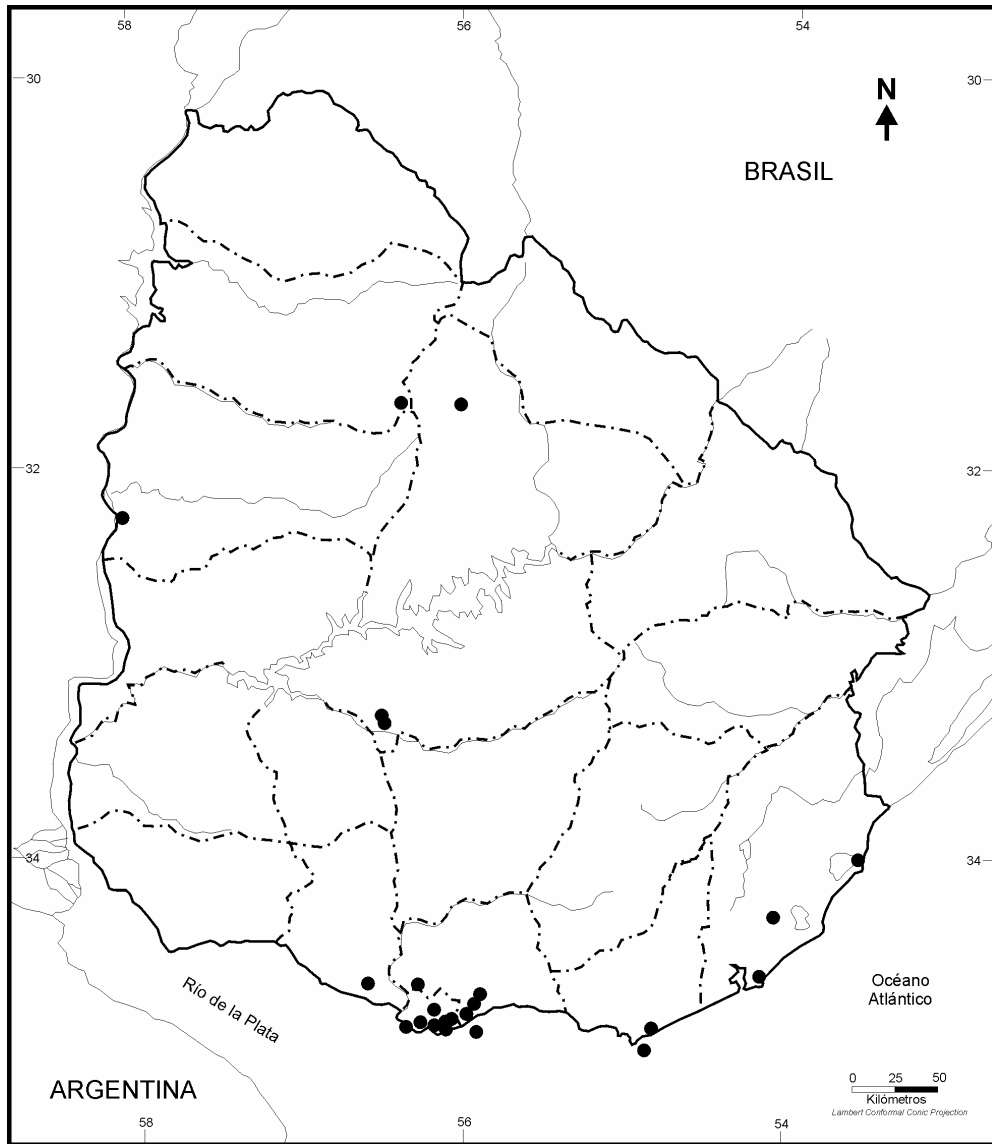 58 56 54
30 30
N
BRASIL
32 32
34 34
Río de la Plata
Océano
Atlántico
ARGENTINA
0 25 50
Kilómetros
Lambert Conformal Conic Projection
58 56 54